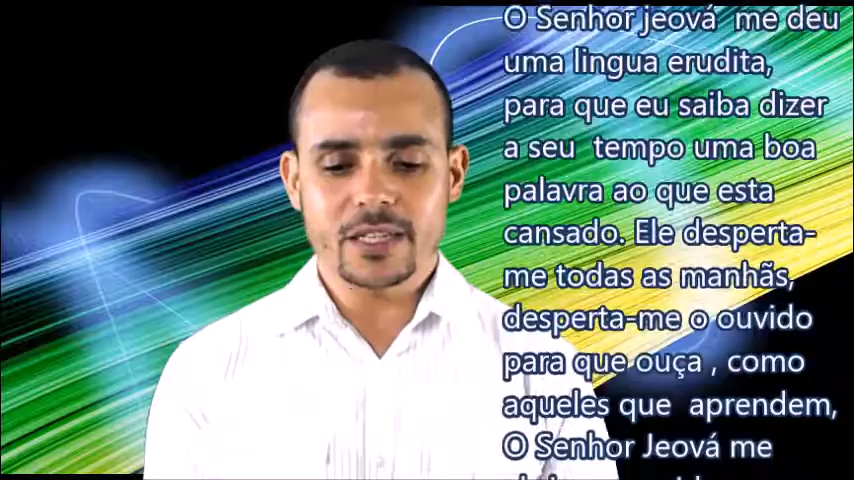 O Senhor jeová me deu
uma lingua erudita,
para que eu saiba dizer
a seu tempo uma boa
palavra ao que esta
cansado. Ele desperta-
me todas as manhãs,
desperta-me o ouvido
para que ouça , como
aqueles que aprendem,
O Senhor Jeová me